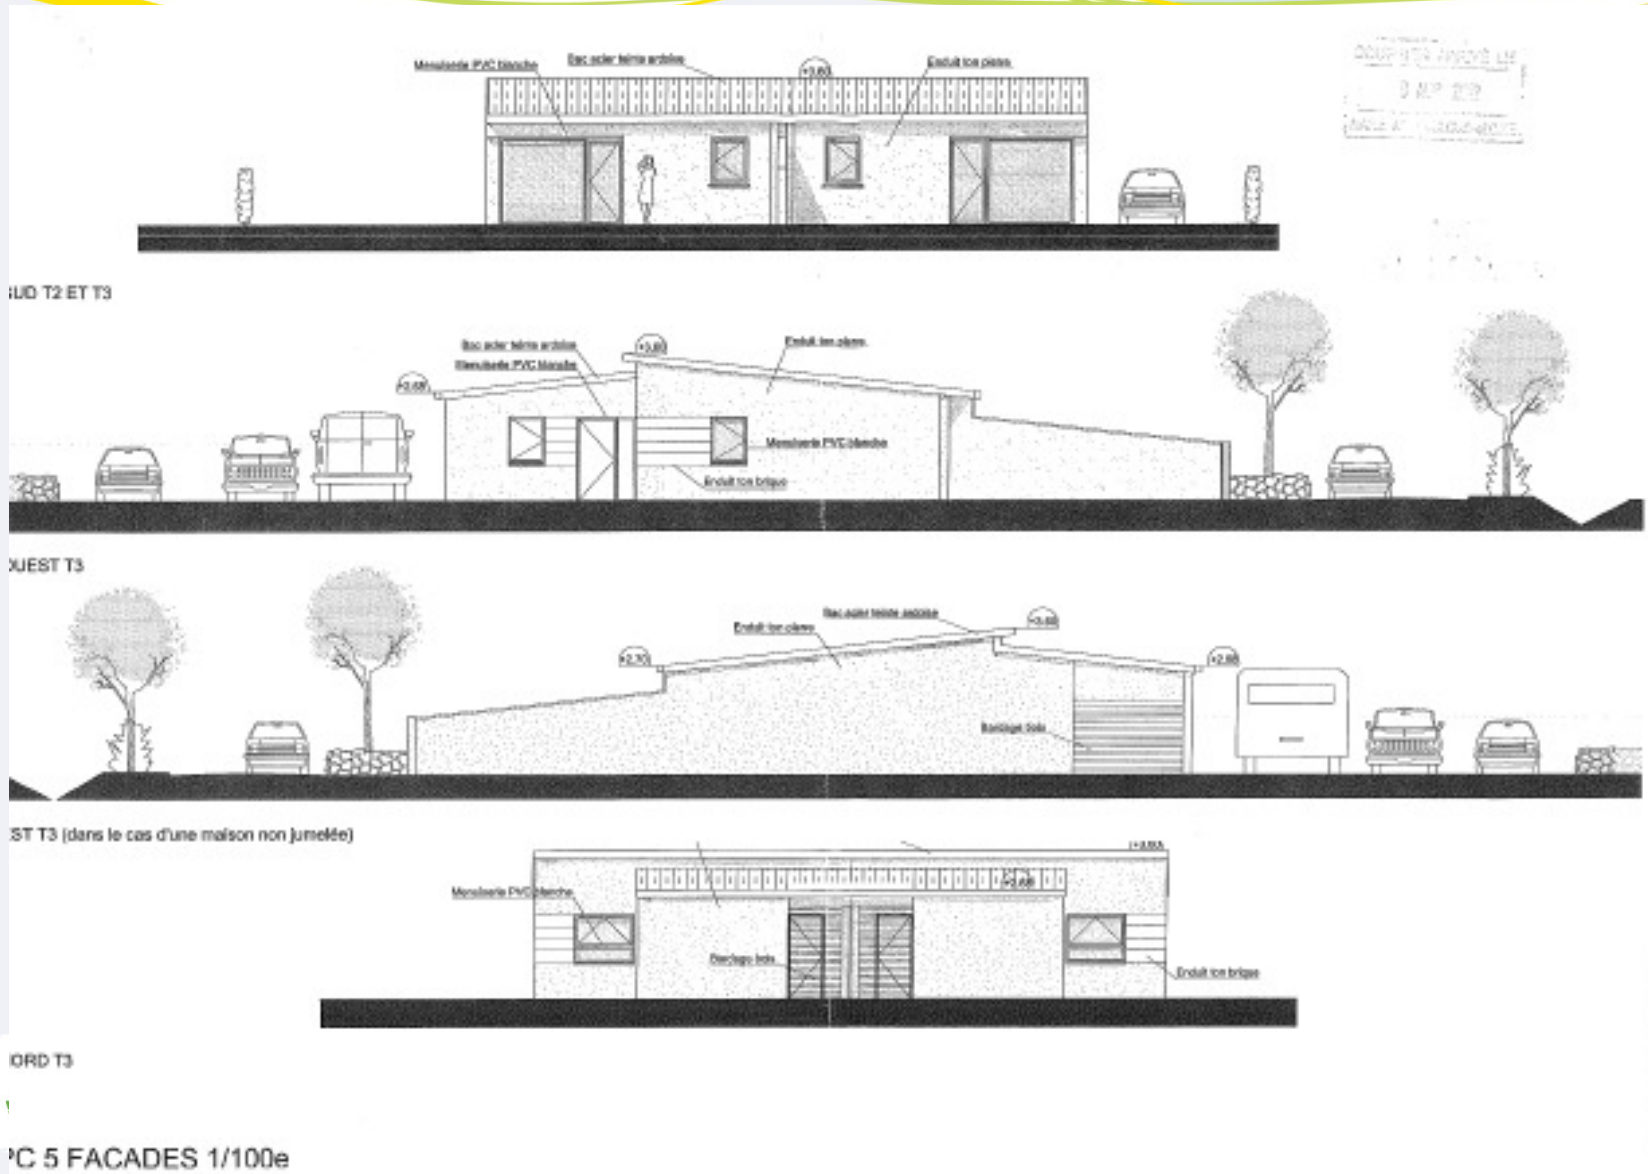 Menuiserie PVC blanche
Bac acier teinte ardoise
+3.60
Enduit ton pierre
SUD T2 ET T3
Bac acier teinte ardoise
+3.60
Enduit ton pierre
Menuiserie PVC blanche
+2.68
Menuiserie PVC blanche
Enduit ton brique
OUEST T3
Bac acier teinte ardoise
+3.60
Enduit ton pierre
+2.70
+2.68
Bardage bois
EST T3 (dans le cas d'une maison non jumelée)
+3.60
+2.68
Menuiserie PVC blanche
Bardage bois
Enduit ton brique
NORD T3
PC 5 FACADES 1/100e